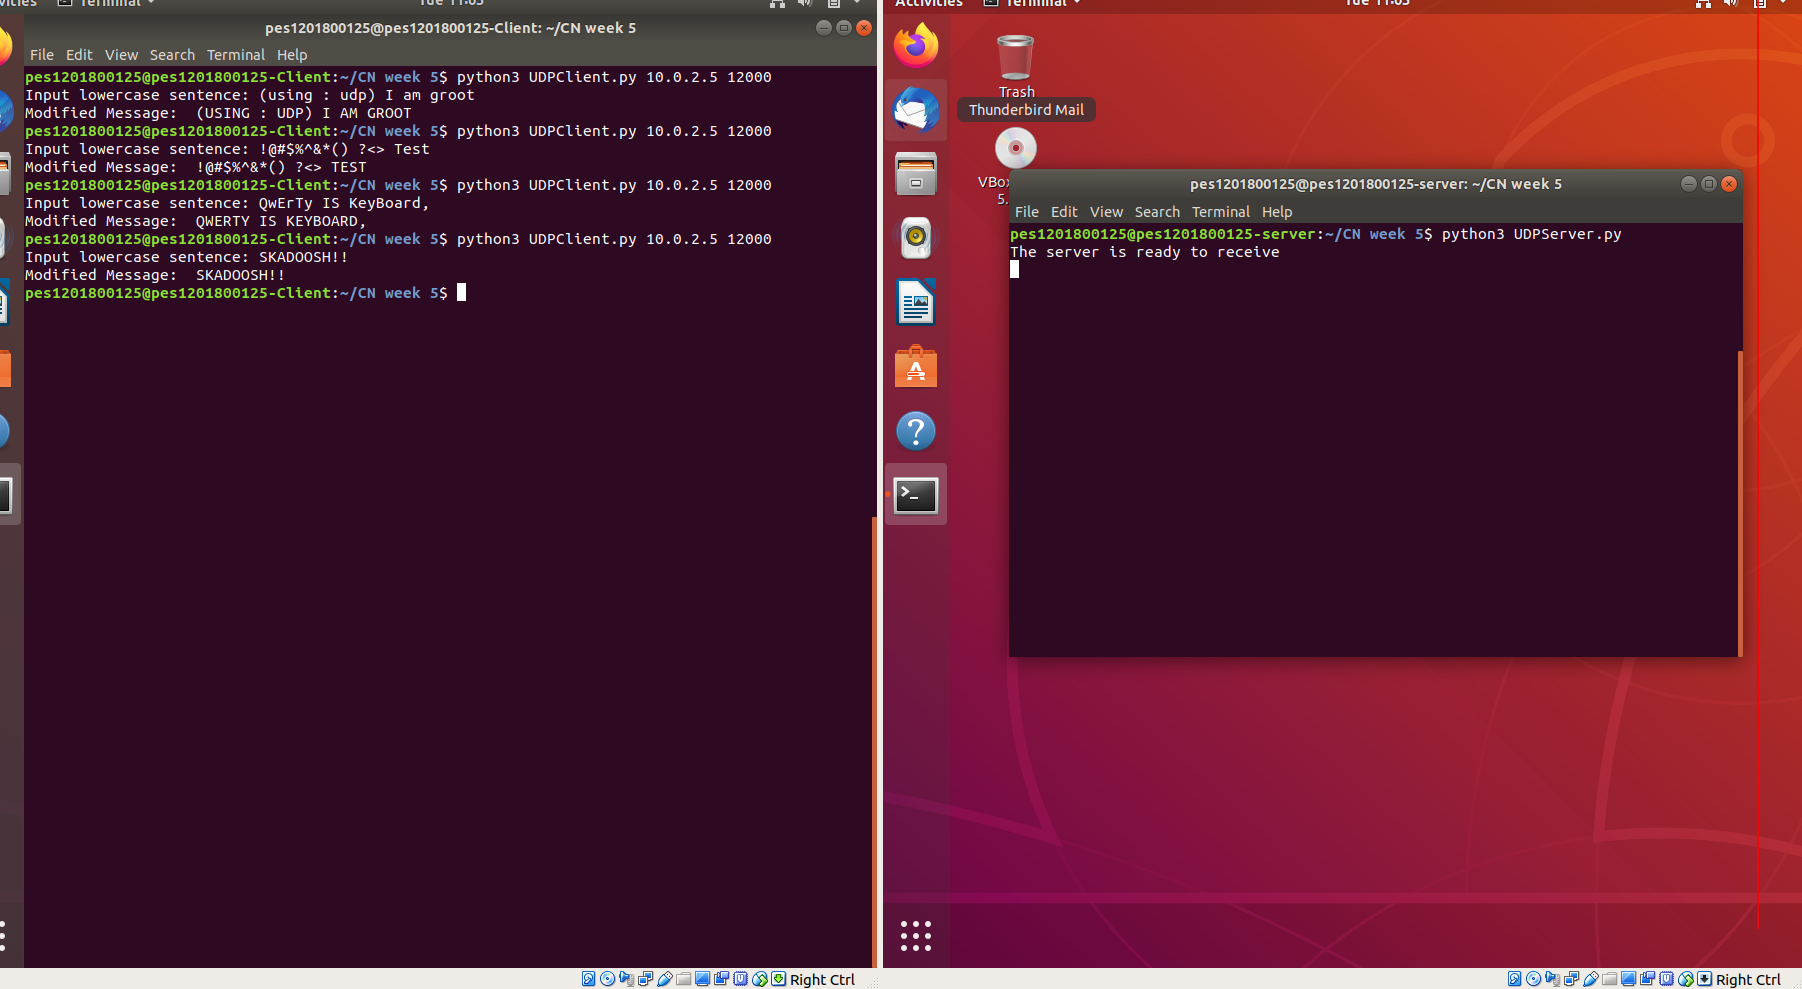 Terminal
Tue 11:05
pes1201800125@pes1201800125-Client: ~/CN week 5
File Edit View Search Terminal Help
pes1201800125@pes1201800125-Client:~/CN week 5$ python3 UDPClient.py 10.0.2.5 12000
Input lowercase sentence: (using : udp) I am groot
Modified Message:  (USING : UDP) I AM GROOT
pes1201800125@pes1201800125-Client:~/CN week 5$ python3 UDPClient.py 10.0.2.5 12000
Input lowercase sentence: !@#$%^&*() ?<> Test
Modified Message:  !@#$%^&*() ?<> TEST
pes1201800125@pes1201800125-Client:~/CN week 5$ python3 UDPClient.py 10.0.2.5 12000
Input lowercase sentence: QwErTy IS KeyBoard,
Modified Message:  QWERTY IS KEYBOARD,
pes1201800125@pes1201800125-Client:~/CN week 5$ python3 UDPClient.py 10.0.2.5 12000
Input lowercase sentence: SKADOOSH!!
Modified Message:  SKADOOSH!!
pes1201800125@pes1201800125-Client:~/CN week 5$
Right Ctrl
Activities Terminal
Tue 11:05
Trash
Thunderbird Mail
VBox
5.
pes1201800125@pes1201800125-server: ~/CN week 5
File Edit View Search Terminal Help
pes1201800125@pes1201800125-server:~/CN week 5$ python3 UDPServer.py
The server is ready to receive
Right Ctrl